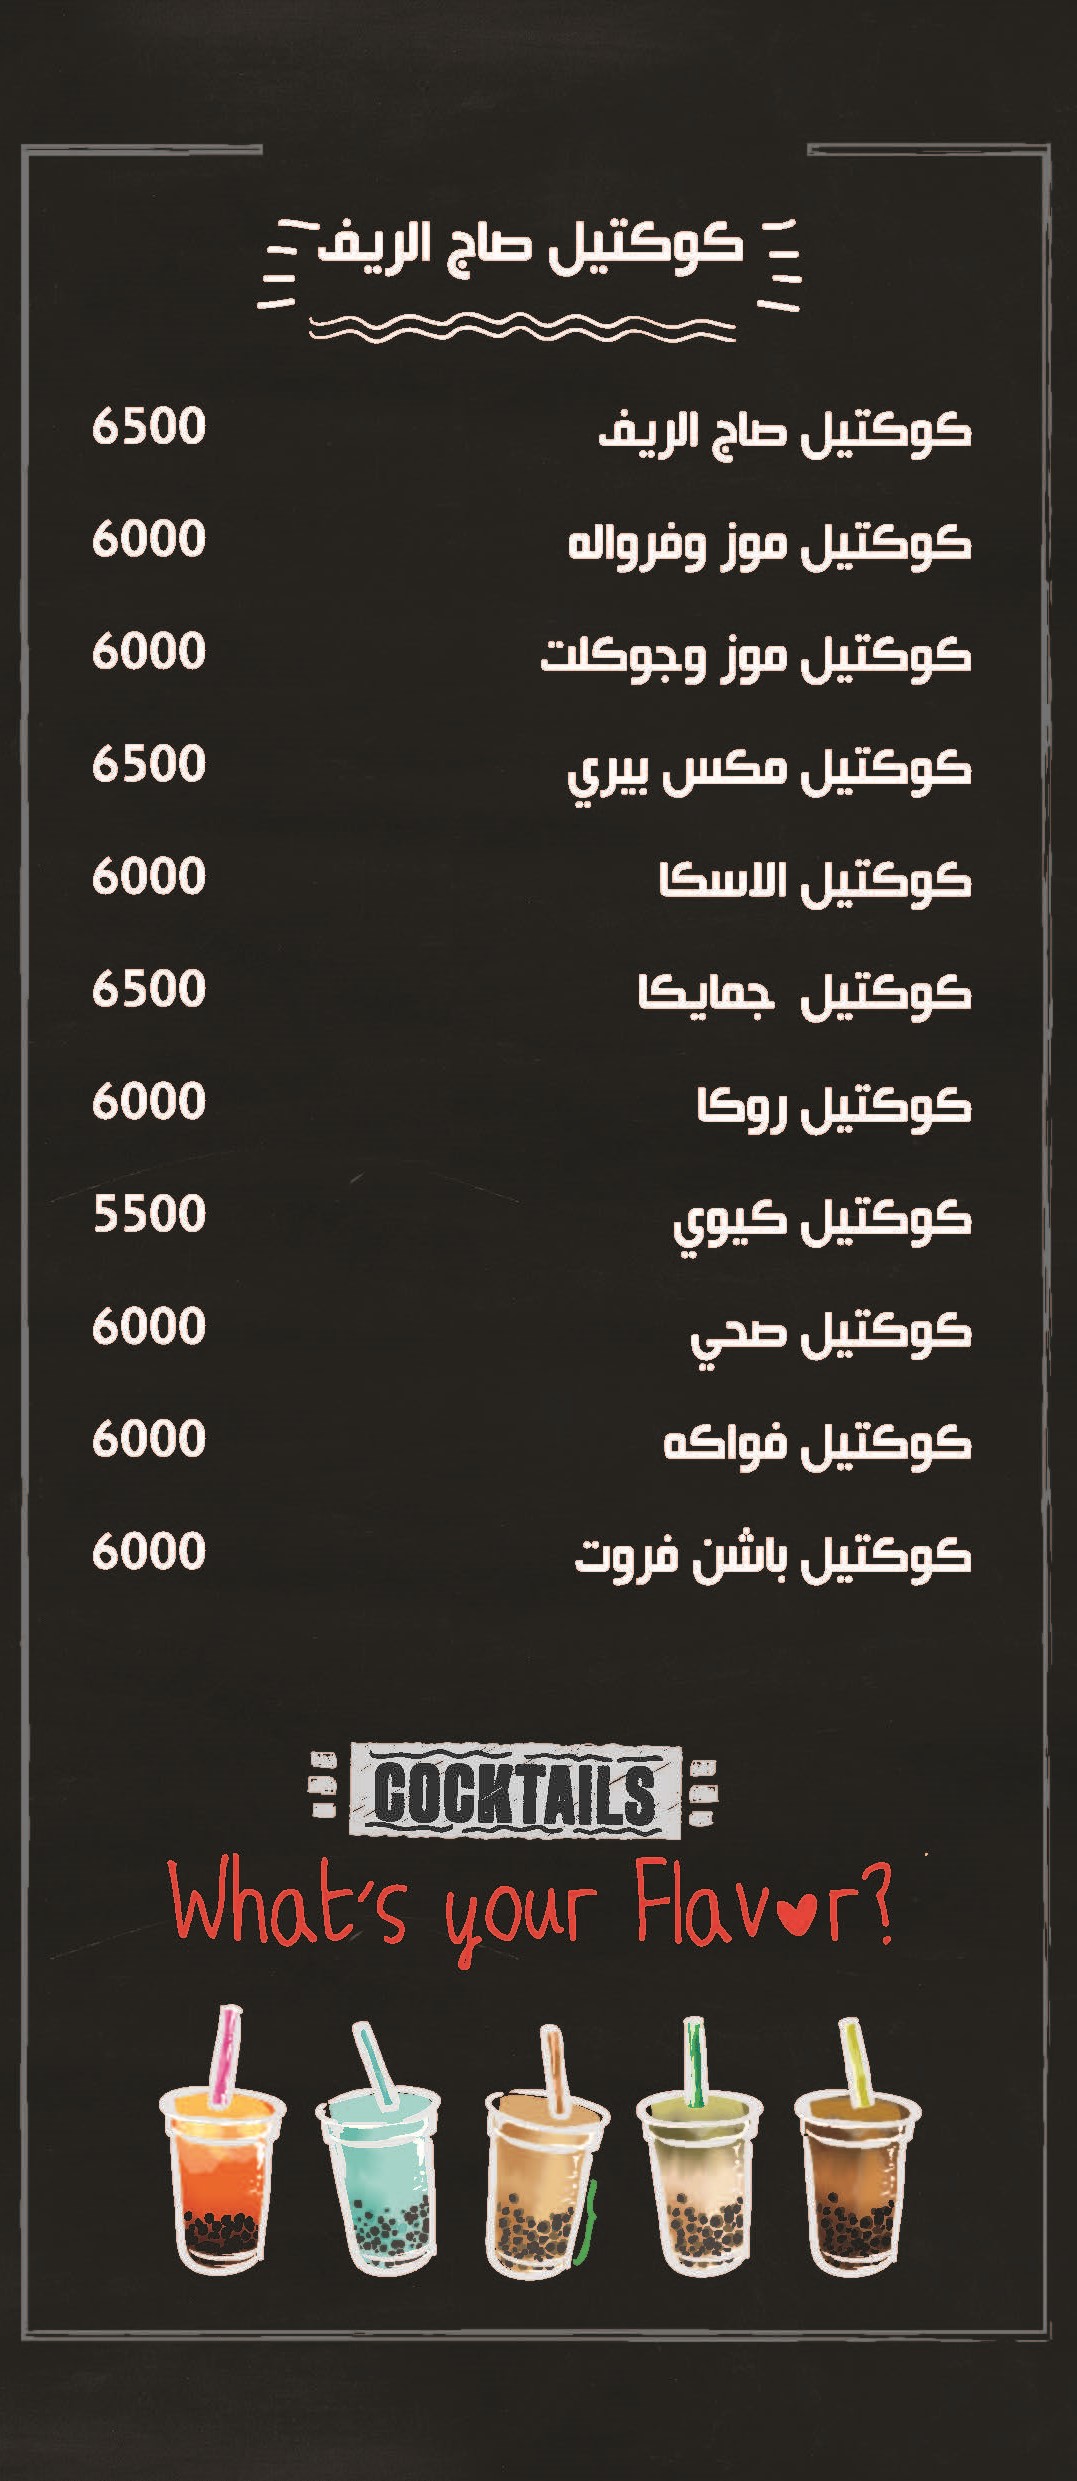 كوكتيل صاج الريف
كوكتيل صاج الريف 6500
كوكتيل موز وفرواله 6000
كوكتيل موز وجوكلت 6000
كوكتيل مكس بيري 6500
كوكتيل الاسكا 6000
كوكتيل جمايكا 6500
كوكتيل روكا 6000
كوكتيل كيوي 5500
كوكتيل صحي 6000
كوكتيل فواكه 6000
كوكتيل باشن فروت 6000
COCKTAILS
What's your Flavor?